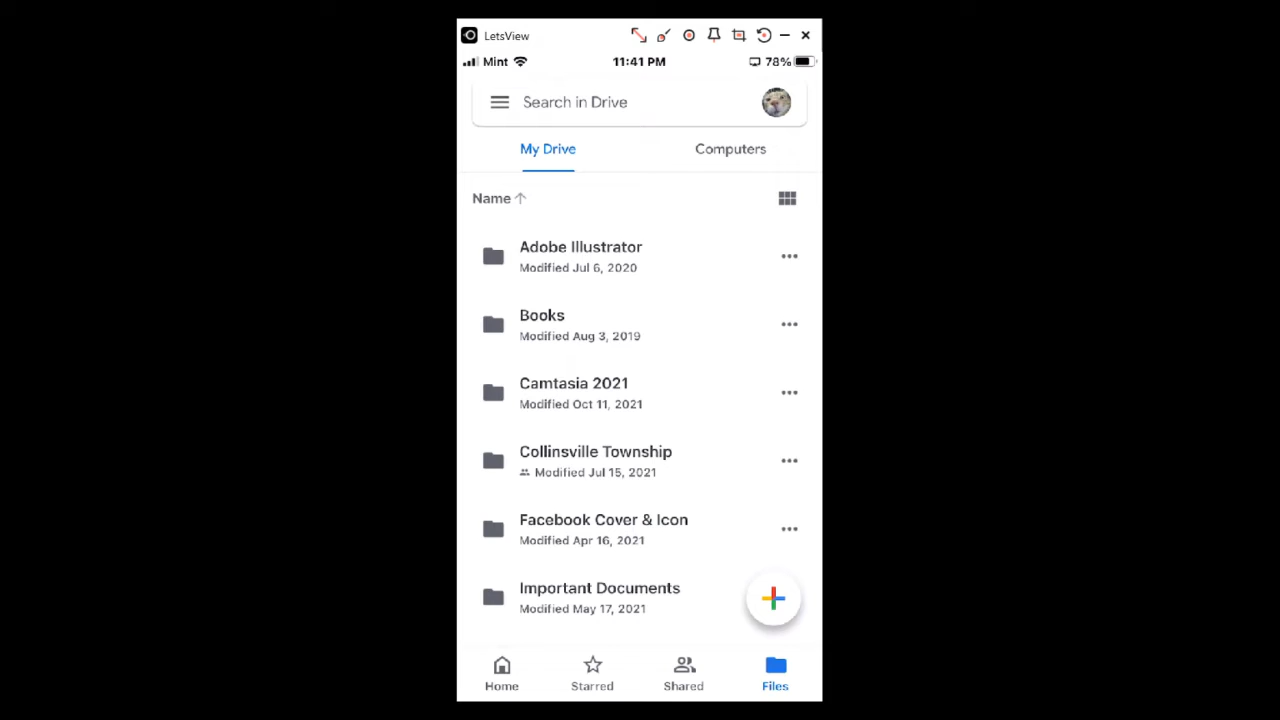 LetsView
Mint 11:41 PM 78%
Search in Drive
My Drive Computers
Name
Adobe Illustrator
Modified Jul 6, 2020
Books
Modified Aug 3, 2019
Camtasia 2021
Modified Oct 11, 2021
Collinsville Township
Modified Jul 15, 2021
Facebook Cover & Icon
Modified Apr 16, 2021
Important Documents
Modified May 17, 2021
Home Starred Shared Files